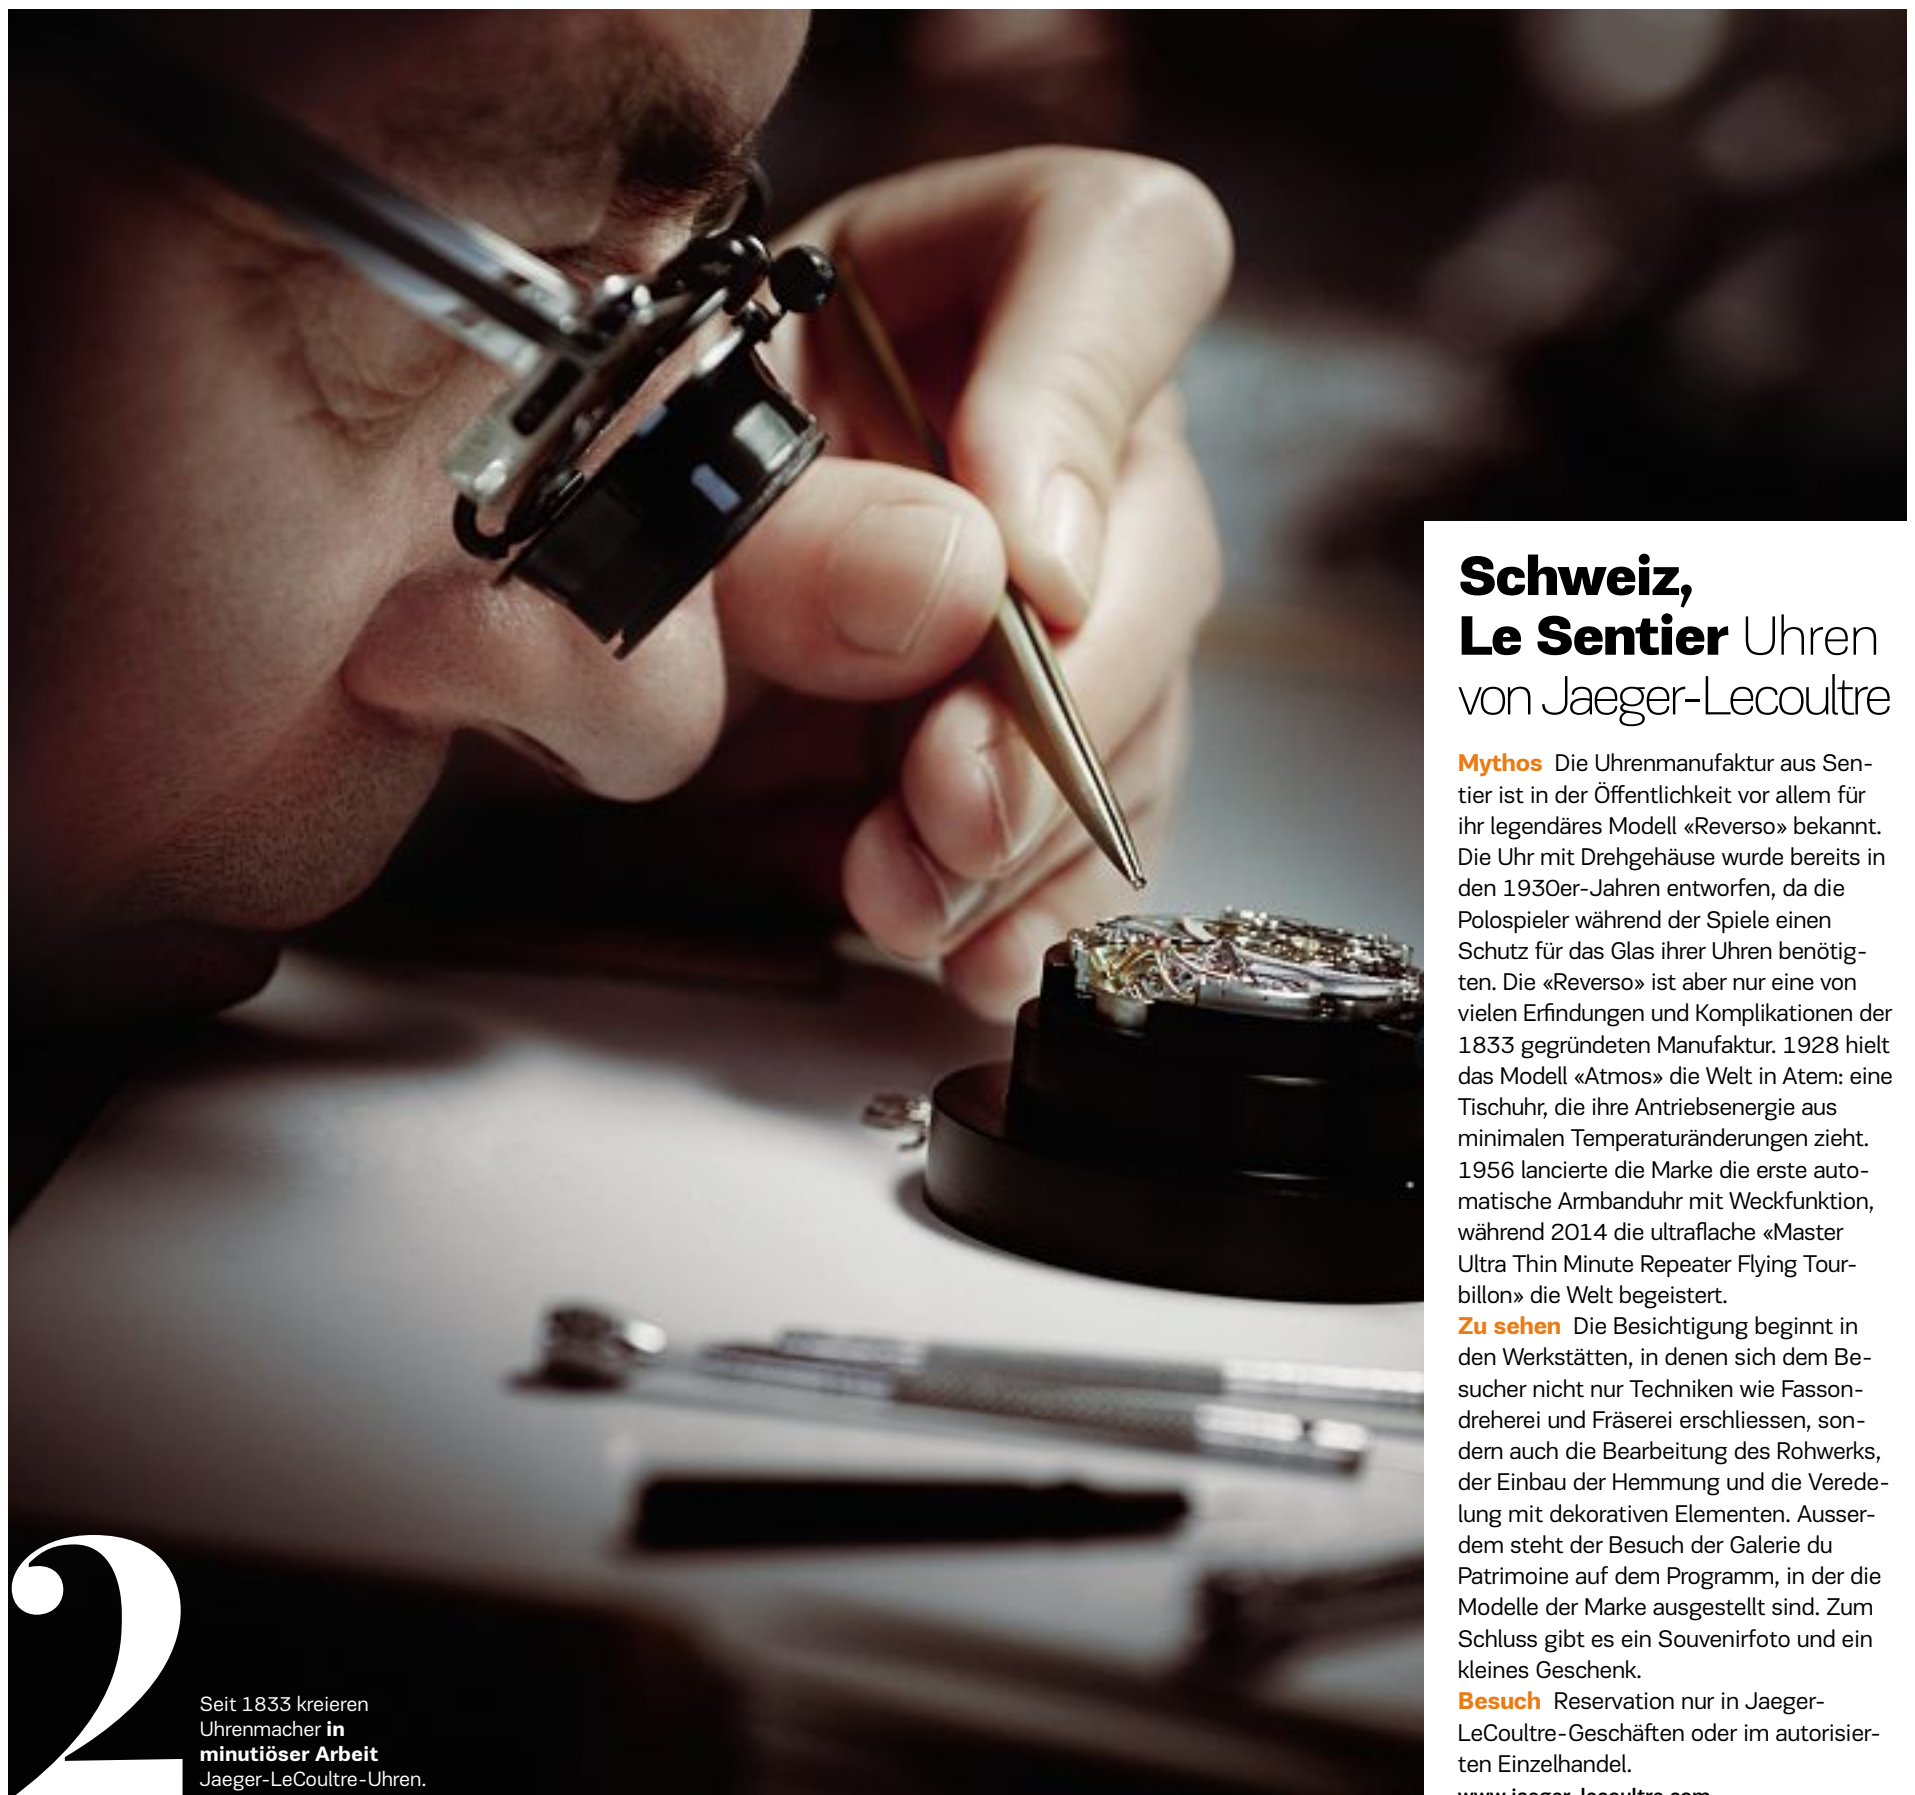 Schweiz,
Le Sentier Uhren
von Jaeger-Lecoultre
Mythos Die Uhrenmanufaktur aus Sen-
tier ist in der Öffentlichkeit vor allem für
ihr legendäres Modell «Reverso» bekannt.
Die Uhr mit Drehgehäuse wurde bereits in
den 1930er-Jahren entworfen, da die
Polospieler während der Spiele einen
Schutz für das Glas ihrer Uhren benötig-
ten. Die «Reverso» ist aber nur eine von
vielen Erfindungen und Komplikationen der
1833 gegründeten Manufaktur. 1928 hielt
das Modell «Atmos» die Welt in Atem: eine
Tischuhr, die ihre Antriebsenergie aus
minimalen Temperaturänderungen zieht.
1956 lancierte die Marke die erste auto-
matische Armbanduhr mit Weckfunktion,
während 2014 die ultraflache «Master
Ultra Thin Minute Repeater Flying Tour-
billon» die Welt begeistert.
Zu sehen Die Besichtigung beginnt in
den Werkstätten, in denen sich dem Be-
sucher nicht nur Techniken wie Fasson-
dreherei und Fräserei erschliessen, son-
dern auch die Bearbeitung des Rohwerks,
der Einbau der Hemmung und die Verede-
lung mit dekorativen Elementen. Ausser-
dem steht der Besuch der Galerie du
Patrimoine auf dem Programm, in der die
Modelle der Marke ausgestellt sind. Zum
Schluss gibt es ein Souvenirfoto und ein
kleines Geschenk.
Besuch Reservation nur in Jaeger-
LeCoultre-Geschäften oder im autorisier-
ten Einzelhandel.
www.jaeger-lecoultre.com
2
Seit 1833 kreieren
Uhrenmacher in
minutiöser Arbeit
Jaeger-LeCoultre-Uhren.